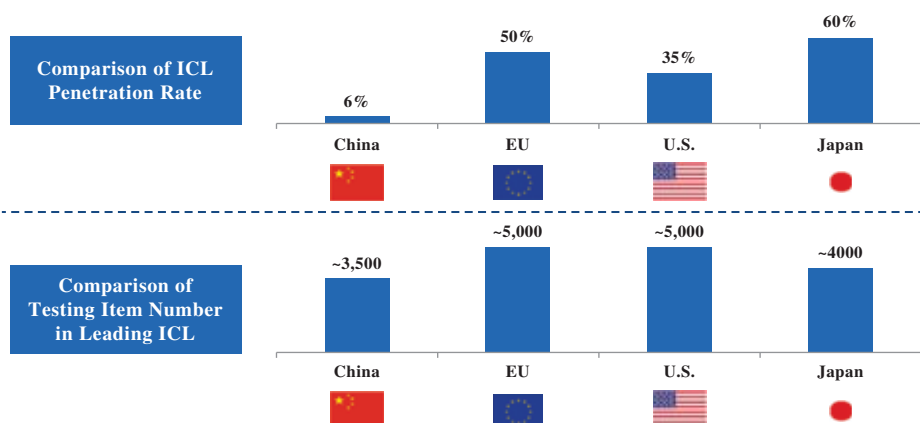 Comparison of ICL
Penetration Rate
6%
50%
35%
60%
China
EU
U.S.
Japan
Comparison of
Testing Item Number
in Leading ICL
~3,500
~5,000
~5,000
~4000
China
EU
U.S.
Japan